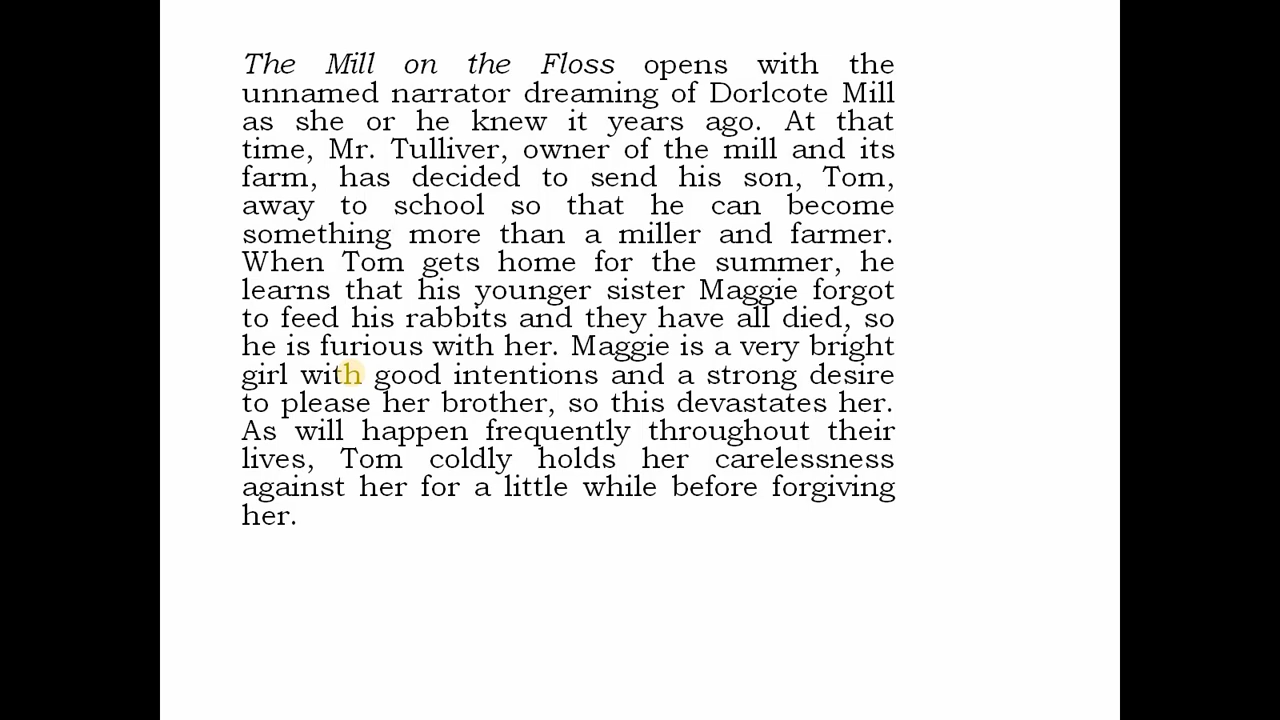 The Mill on the Floss opens with the
unnamed narrator dreaming of Dorlcote Mill
as she or he knew it years ago. At that
time, Mr. Tulliver, owner of the mill and its
farm, has decided to send his son, Tom,
away to school so that he can become
something more than a miller and farmer.
When Tom gets home for the summer, he
learns that his younger sister Maggie forgot
to feed his rabbits and they have all died, so
he is furious with her. Maggie is a very bright
girl with good intentions and a strong desire
to please her brother, so this devastates her.
As will happen frequently throughout their
lives, Tom coldly holds her carelessness
against her for a little while before forgiving
her.